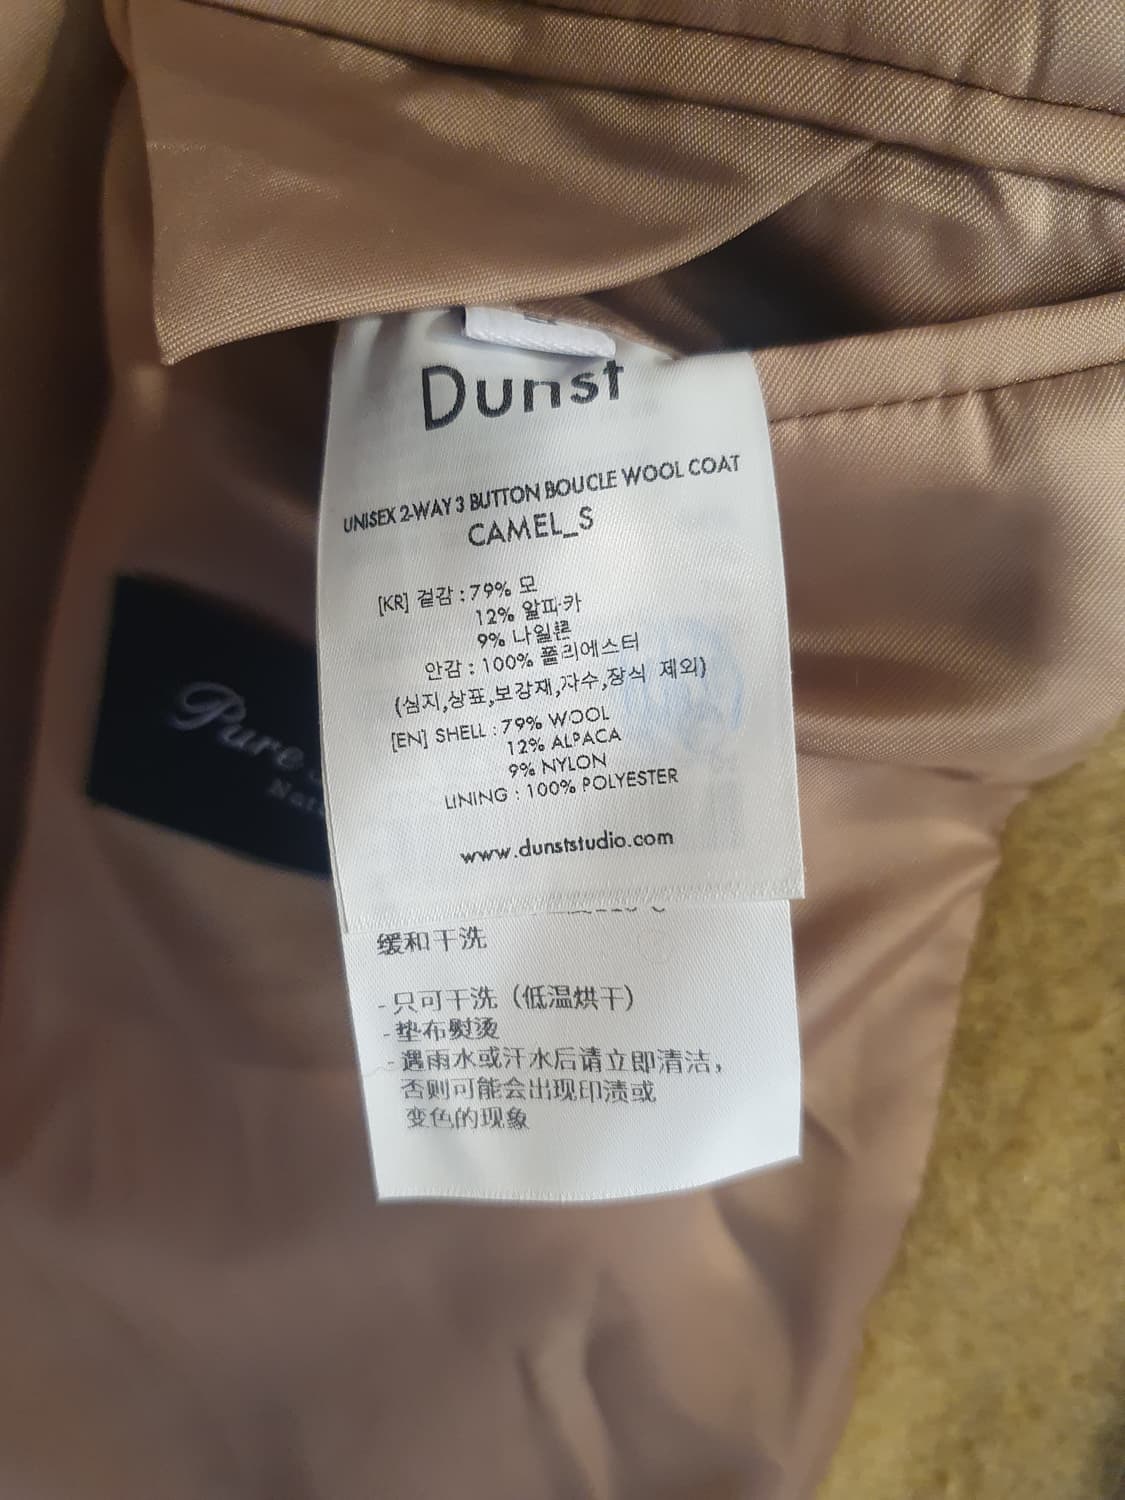 Dunst
UNISEX 2-WAY 3 BUTTON BOUCLE WOOL COAT
CAMEL_S
[KR] 겉감 : 79% 모
12% 알파카
9% 나일론
안감 : 100% 폴리에스터
(심지,상표,보강재,자수,장식 제외)
[EN] SHELL : 79% WOOL
12% ALPACA
9% NYLON
LINING : 100% POLYESTER
www.dunststudio.com
Pure
缓和干洗
- 只可干洗（低温烘干）
- 垫布熨烫
- 遇雨水或汗水后请立即清洁，
否则可能会出现印渍或
变色的现象